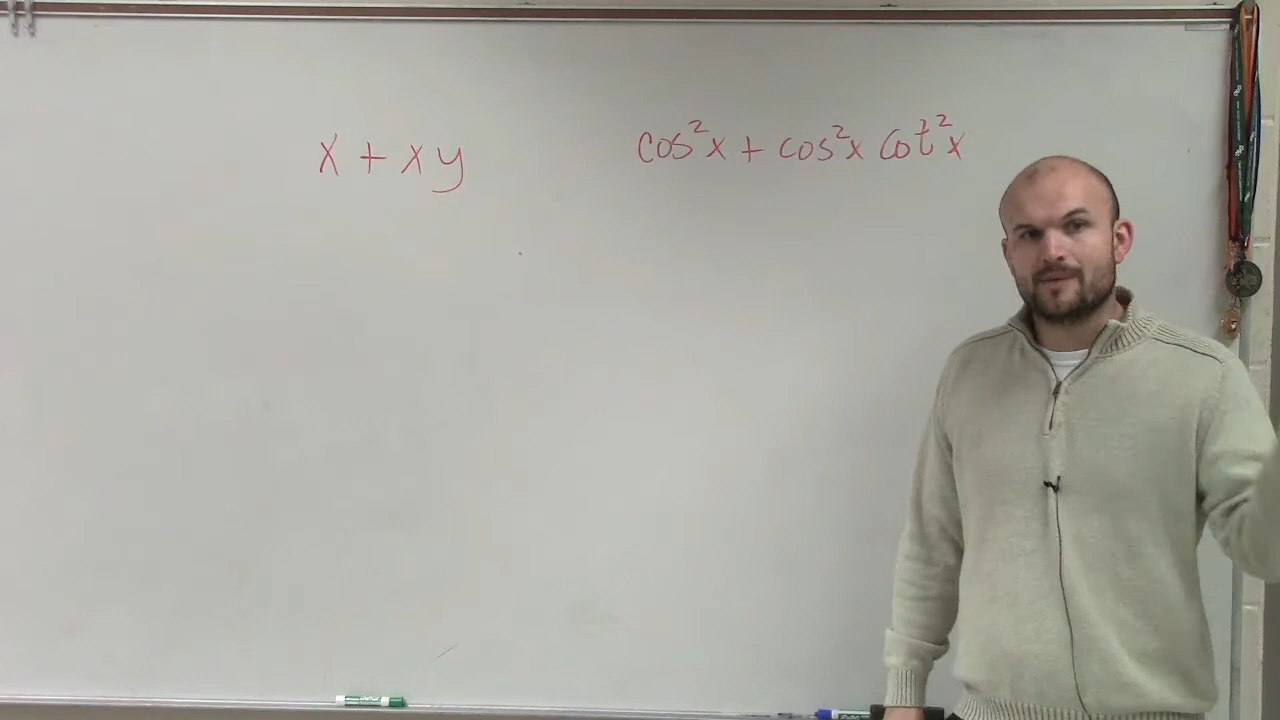 x + xy
cos²x + cos²x cot²x